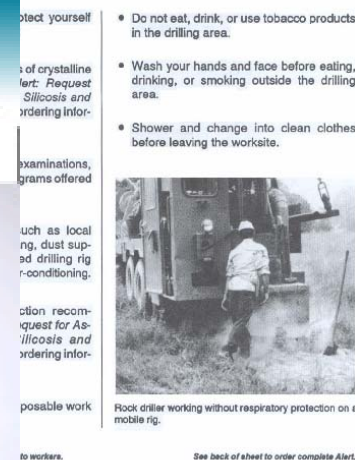 otect yourself
s of crystalline
lert: Request
Silicosis and
ordering infor-
examinations,
grams offered
uch as local
ng, dust sup-
ed drilling rig
r-conditioning.
ction recom-
equest for As-
ilicosis and
ordering infor-
posable work
to workers.
• Do not eat, drink, or use tobacco products
in the drilling area.
• Wash your hands and face before eating,
drinking, or smoking outside the drilling
area.
• Shower and change into clean clothes
before leaving the worksite.
Rock driller working without respiratory protection on a
mobile rig.
See back of sheet to order complete Alert.